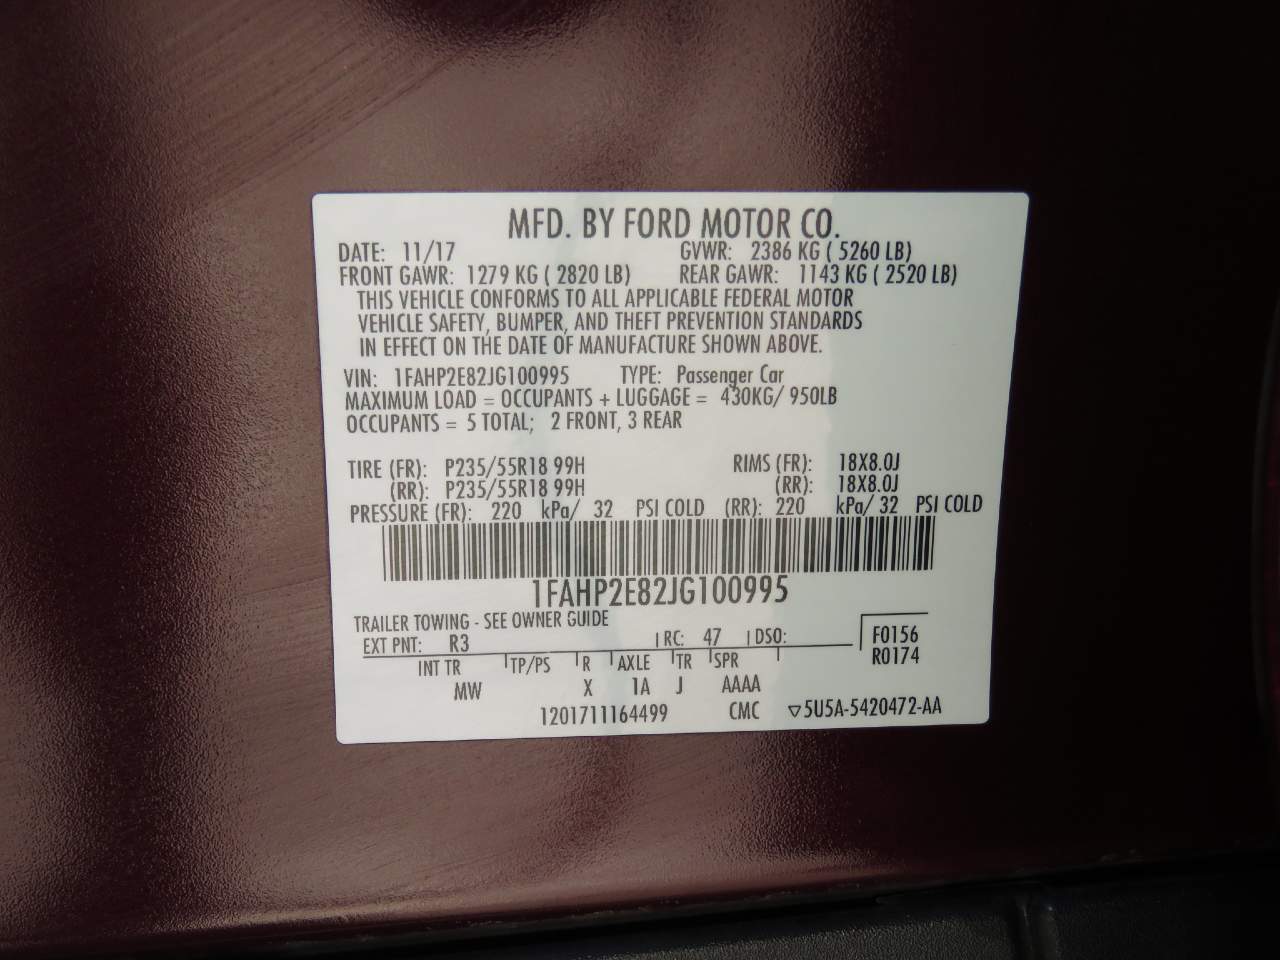 MFD. BY FORD MOTOR CO.
DATE: 11/17 GVWR: 2386 KG ( 5260 LB)
FRONT GAWR: 1279 KG ( 2820 LB) REAR GAWR: 1143 KG ( 2520 LB)
THIS VEHICLE CONFORMS TO ALL APPLICABLE FEDERAL MOTOR
VEHICLE SAFETY, BUMPER, AND THEFT PREVENTION STANDARDS
IN EFFECT ON THE DATE OF MANUFACTURE SHOWN ABOVE.
VIN: 1FAHP2E82JG100995 TYPE: Passenger Car
MAXIMUM LOAD = OCCUPANTS + LUGGAGE = 430KG/ 950LB
OCCUPANTS = 5 TOTAL; 2 FRONT, 3 REAR
TIRE (FR): P235/55R18 99H RIMS (FR): 18X8.0J
(RR): P235/55R18 99H (RR): 18X8.0J
PRESSURE (FR): 220 kPa/ 32 PSI COLD (RR): 220 kPa/ 32 PSI COLD
1FAHP2E82JG100995
TRAILER TOWING - SEE OWNER GUIDE
EXT PNT: R3 RC: 47 DSO: F0156
R0174
INT TR TP/PS R AXLE TR SPR
MW X 1A J AAAA
1201711164499 CMC ▽5U5A-5420472-AA